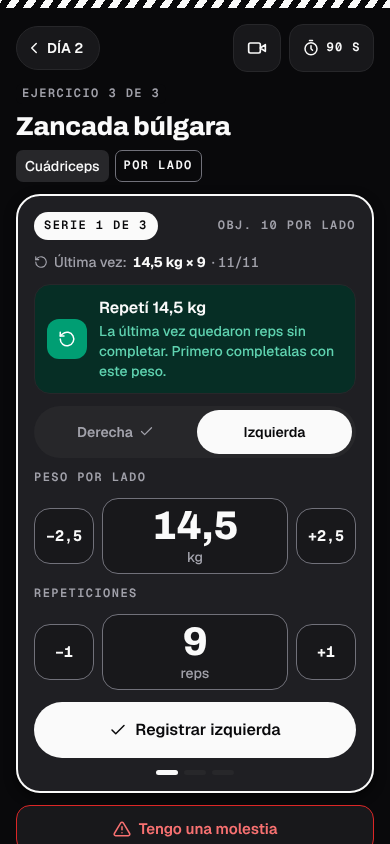 DÍA 2
90 S
EJERCICIO 3 DE 3
Zancada búlgara
Cuádriceps
POR LADO
SERIE 1 DE 3
OBJ. 10 POR LADO
Última vez: 14,5 kg × 9 · 11/11
Repetí 14,5 kg
La última vez quedaron reps sin
completar. Primero completalas con
este peso.
Derecha
Izquierda
PESO POR LADO
−2,5
14,5
kg
+2,5
REPETICIONES
−1
9
reps
+1
Registrar izquierda
Tengo una molestia